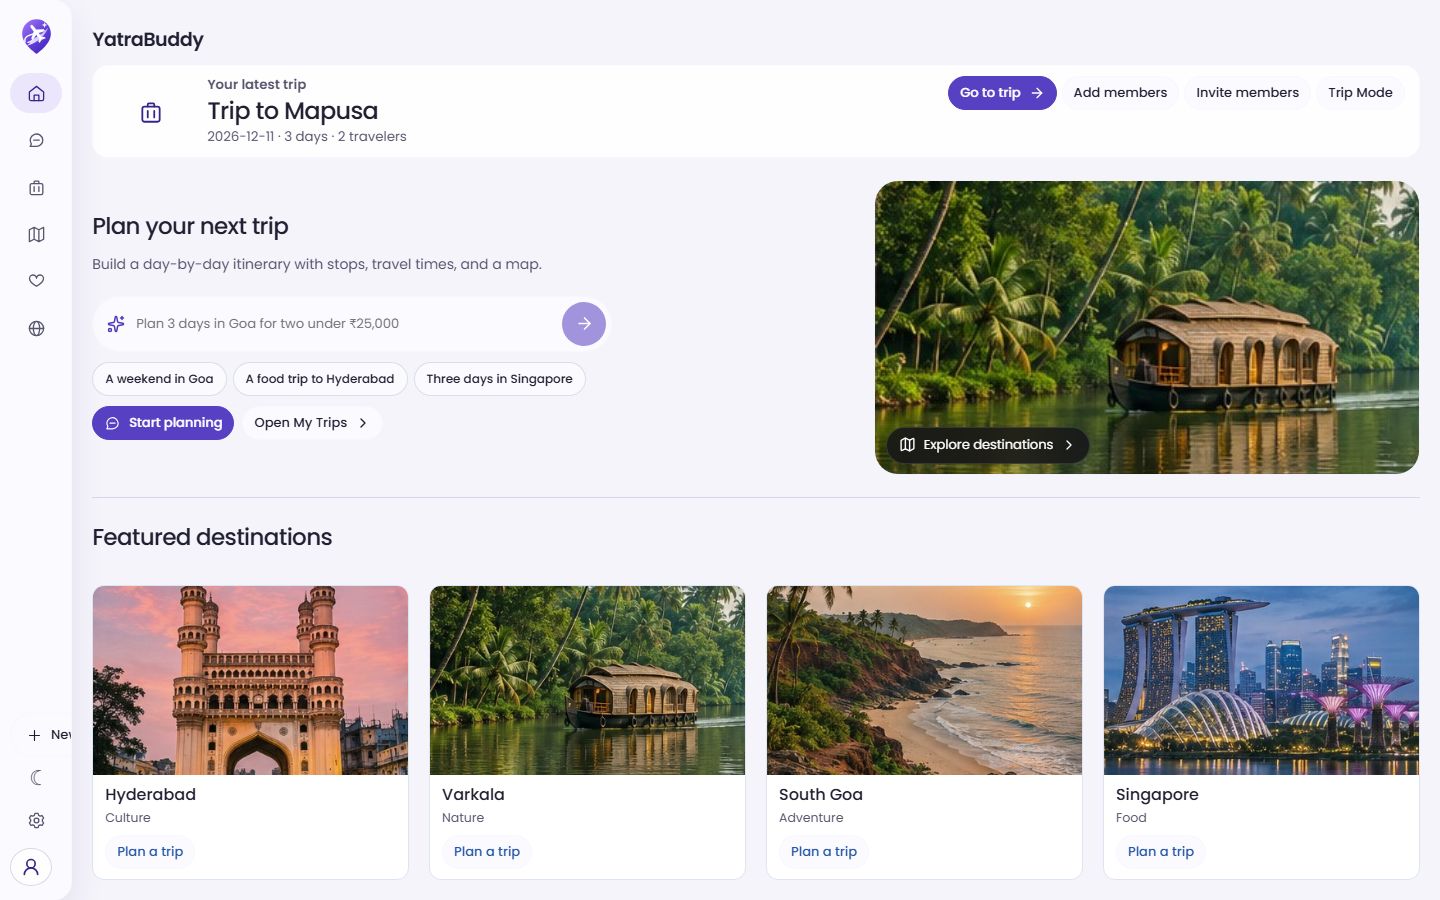 YatraBuddy
Your latest trip
Trip to Mapusa
2026-12-11 · 3 days · 2 travelers
Go to trip
Add members
Invite members
Trip Mode
Plan your next trip
Build a day-by-day itinerary with stops, travel times, and a map.
Plan 3 days in Goa for two under ₹25,000
A weekend in Goa
A food trip to Hyderabad
Three days in Singapore
Start planning
Open My Trips
Explore destinations
Featured destinations
Hyderabad
Culture
Plan a trip
Varkala
Nature
Plan a trip
South Goa
Adventure
Plan a trip
Singapore
Food
Plan a trip